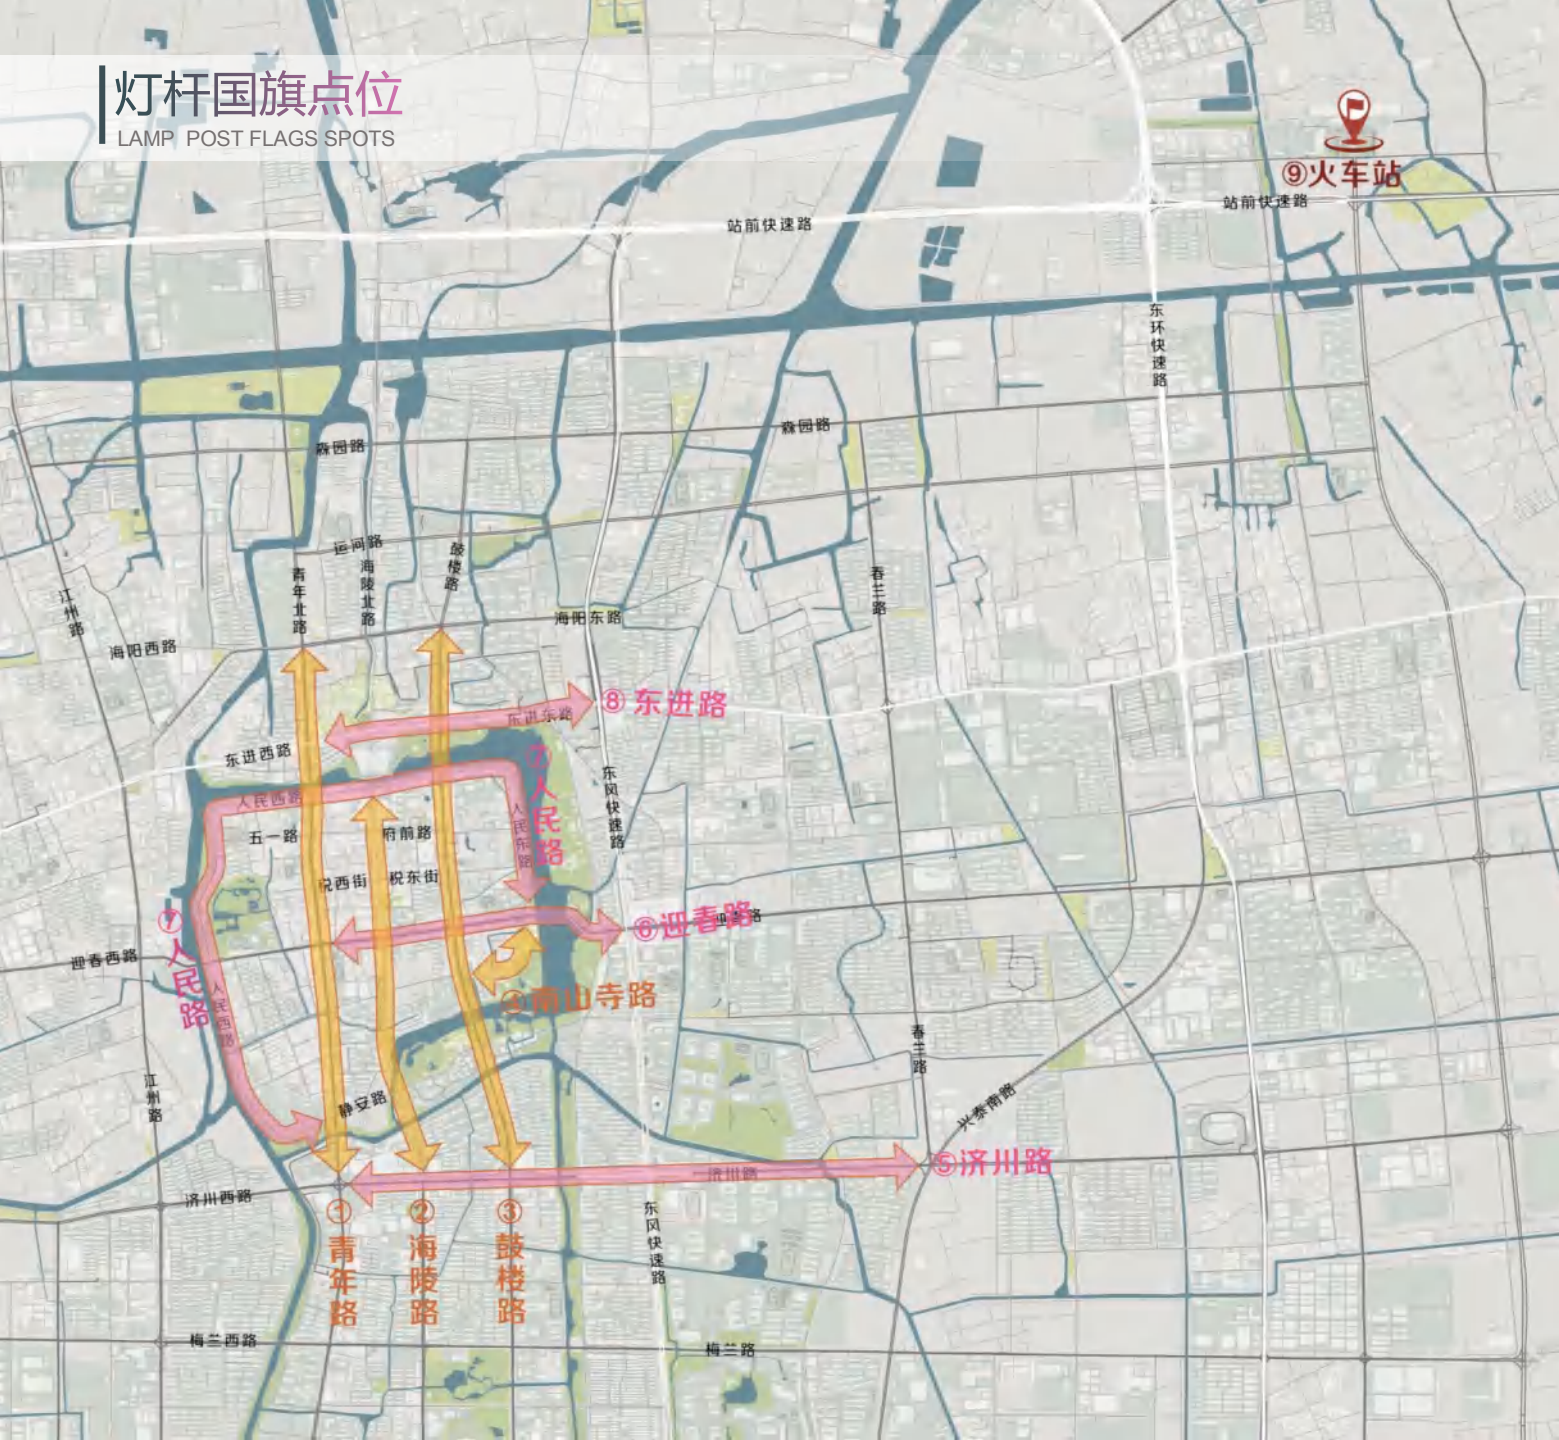 灯杆国旗点位
LAMP POST FLAGS SPOTS
⑨火车站
站前快速路
站前快速路
东环快速路
森园路
森园路
运河路
鼓楼路
海陵北路
青年北路
江州路
春兰路
海阳东路
海阳西路
⑧东进路
东进东路
东进西路
⑦人民路
东风快速路
人民西路
人民东路
五一路
府前路
税西街
税东街
⑥迎春路
迎春路
⑦人民路
迎春西路
人民西路
④南山寺路
春兰路
江州路
静安路
兴泰南路
⑤济川路
济川路
济川西路
①青年路
②海陵路
③鼓楼路
东风快速路
梅兰西路
梅兰路